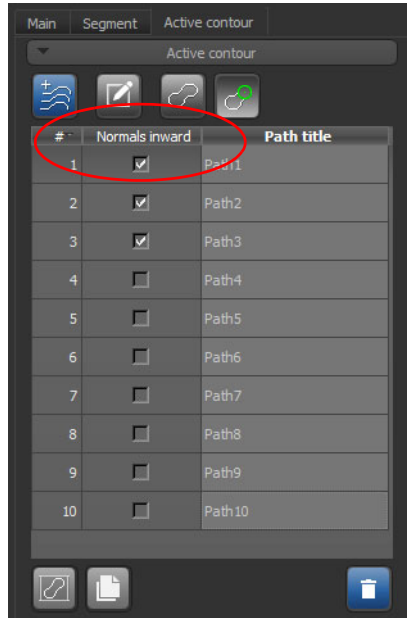 Main Segment Active contour
Active contour
# Normals inward Path title
1 Path1
2 Path2
3 Path3
4 Path4
5 Path5
6 Path6
7 Path7
8 Path8
9 Path9
10 Path10